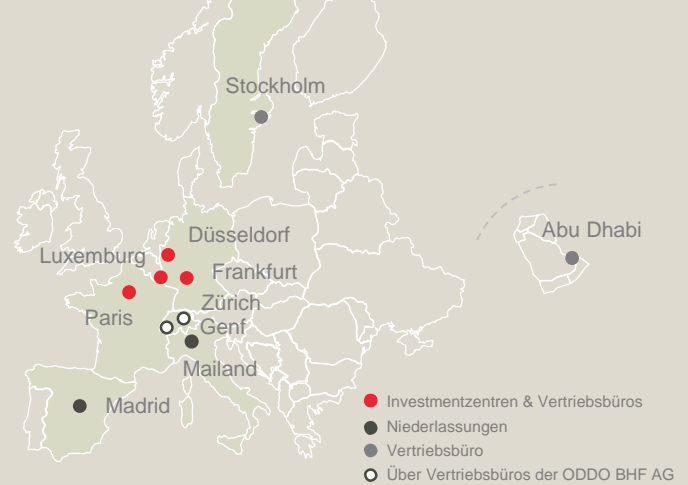 Stockholm
Abu Dhabi
Düsseldorf
Luxemburg
Frankfurt
Zürich
Paris
Genf
Mailand
Madrid
Investmentzentren & Vertriebsbüros
Niederlassungen
Vertriebsbüro
Über Vertriebsbüros der ODDO BHF AG